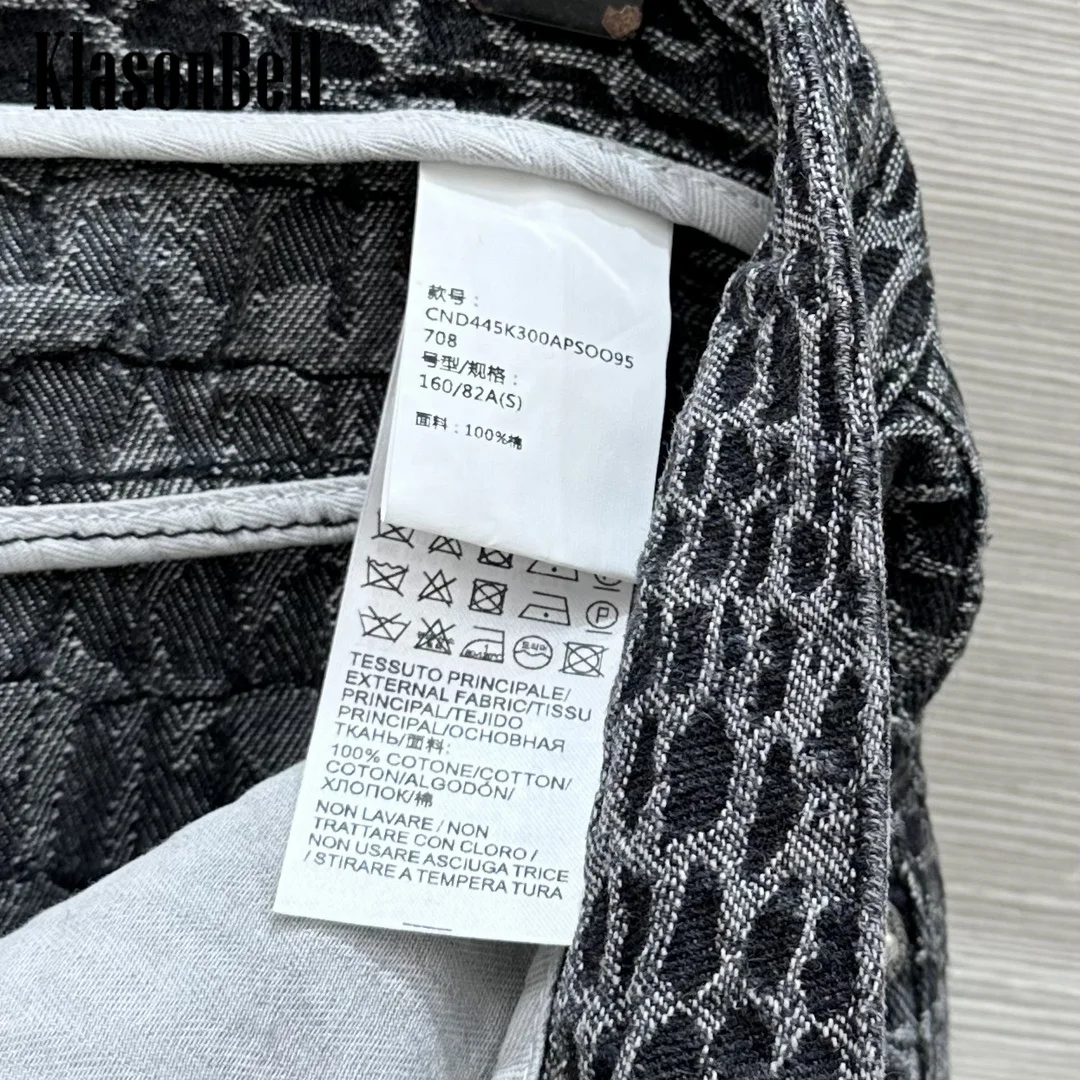 KlasonBell
款号：
CND445K300APSOO95
708
号型/规格：
160/82A(S)
面料：100%棉
P
TESSUTO PRINCIPALE/
EXTERNAL FABRIC/TISSU
PRINCIPAL/TEJIDO
PRINCIPAL/ОСНОВНАЯ
ТКАНЬ/面料:
100% COTONE/COTTON/
COTON/ALGODÓN/
ХЛОПОК/棉
NON LAVARE / NON
TRATTARE CON CLORO /
NON USARE ASCIUGA TRICE
/ STIRARE A TEMPERA TURA